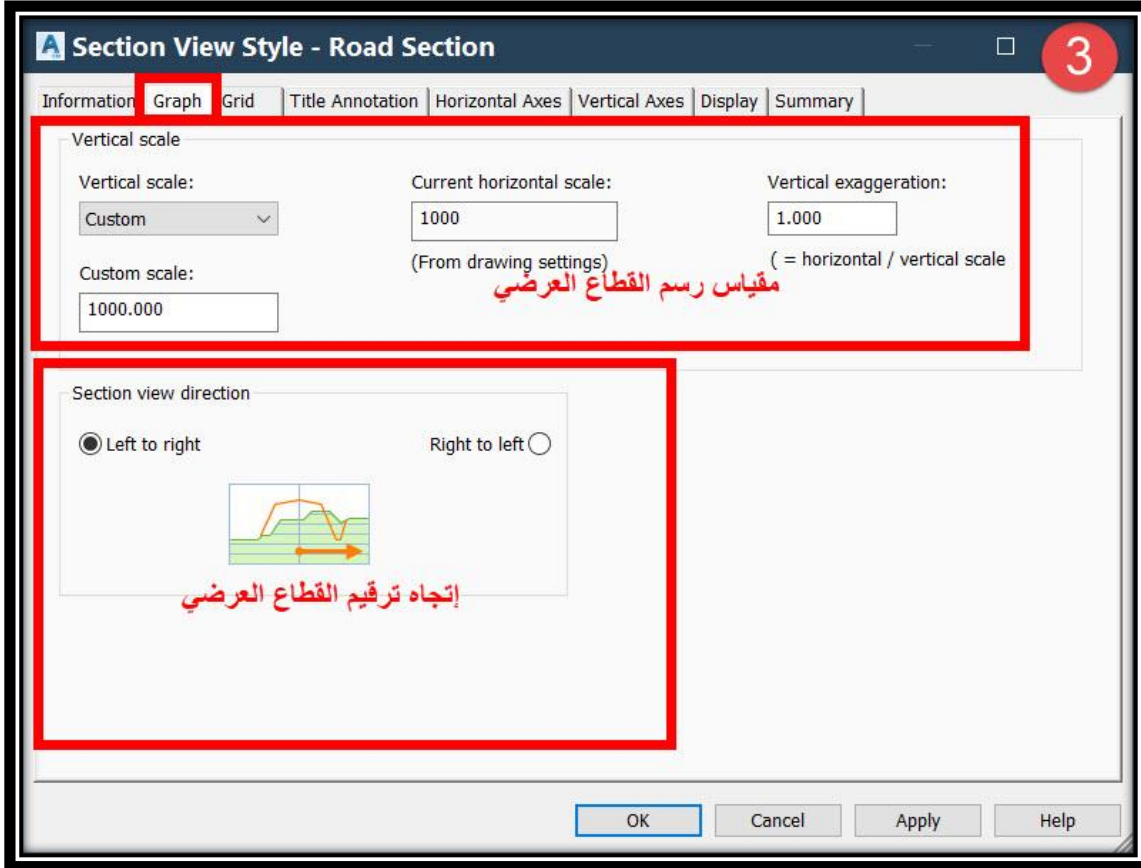 Section View Style - Road Section
3
Information Graph Grid Title Annotation Horizontal Axes Vertical Axes Display Summary
Vertical scale
Vertical scale: Current horizontal scale: Vertical exaggeration:
Custom 1000 1.000
(From drawing settings) ( = horizontal / vertical scale
Custom scale:
مقياس رسم القطاع العرضي
1000.000
Section view direction
Left to right Right to left
إتجاه ترقيم القطاع العرضي
OK Cancel Apply Help